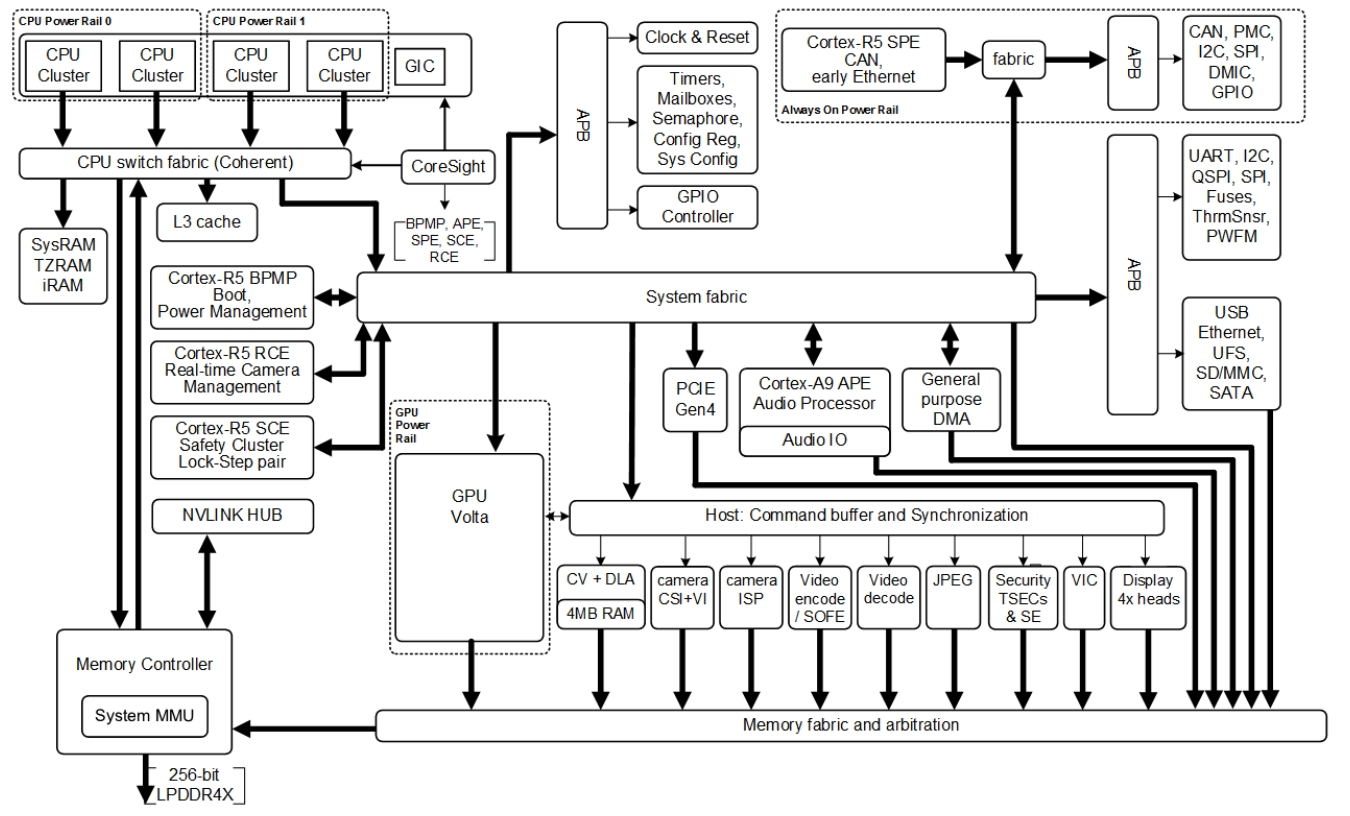 CPU Power Rail 0
CPU Power Rail 1
CPU
Cluster
CPU
Cluster
CPU
Cluster
CPU
Cluster
GIC
CPU switch fabric (Coherent)
CoreSight
L3 cache
SysRAM
TZRAM
iRAM
BPMP, APE,
SPE, SCE,
RCE
APB
Clock & Reset
Timers,
Mailboxes,
Semaphore,
Config Reg,
Sys Config
GPIO
Controller
Cortex-R5 SPE
CAN,
early Ethernet
fabric
APB
CAN, PMC,
I2C, SPI,
DMIC,
GPIO
Always On Power Rail
APB
UART, I2C,
QSPI, SPI,
Fuses,
ThrmSnsr,
PWFM
USB
Ethernet,
UFS,
SD/MMC,
SATA
Cortex-R5 BPMP
Boot,
Power Management
System fabric
Cortex-R5 RCE
Real-time Camera
Management
Cortex-R5 SCE
Safety Cluster
Lock-Step pair
NVLINK HUB
GPU
Power
Rail
GPU
Volta
PCIE
Gen4
Cortex-A9 APE
Audio Processor
Audio IO
General
purpose
DMA
Host: Command buffer and Synchronization
CV + DLA
4MB RAM
camera
CSI+VI
camera
ISP
Video
encode
/ SOFE
Video
decode
JPEG
Security
TSECs
& SE
VIC
Display
4x heads
Memory Controller
System MMU
Memory fabric and arbitration
256-bit
LPDDR4X